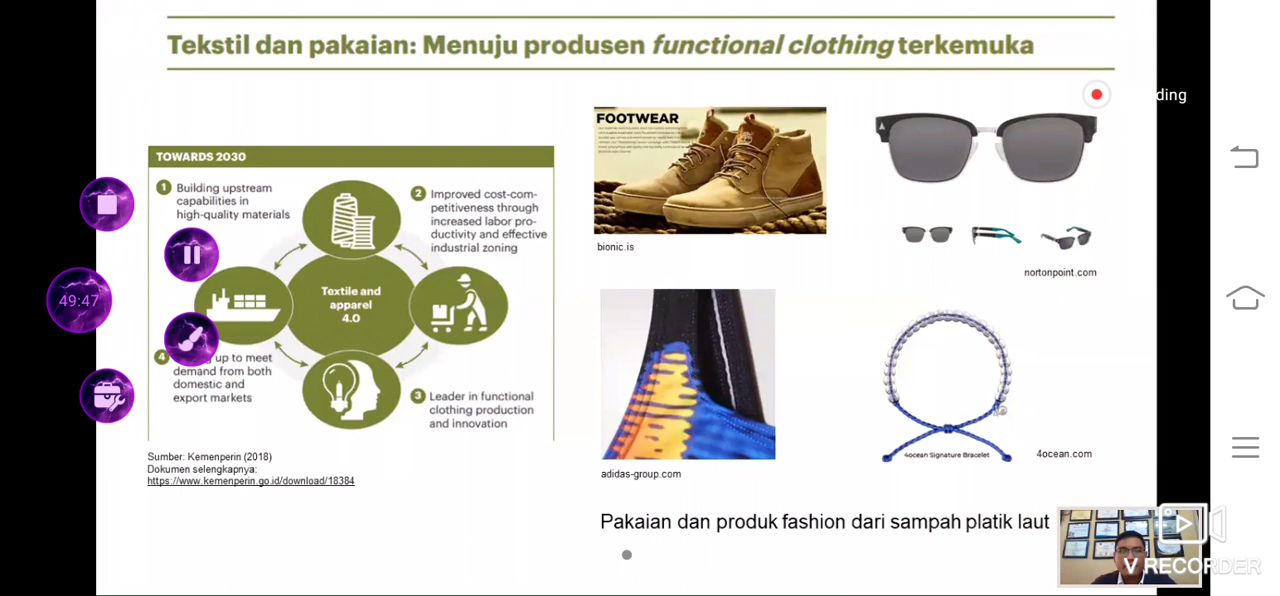 Tekstil dan pakaian: Menuju produsen functional clothing terkemuka
ding
TOWARDS 2030
1 Building upstream
capabilities in
high-quality materials
2 Improved cost-com-
petitiveness through
increased labor pro-
ductivity and effective
industrial zoning
Textile and
apparel
4.0
4 up to meet
demand from both
domestic and
export markets
3 Leader in functional
clothing production
and innovation
49:47
Sumber: Kemenperin (2018)
Dokumen selengkapnya:
https://www.kemenperin.go.id/download/18384
FOOTWEAR
bionic.is
nortonpoint.com
adidas-group.com
4ocean Signature Bracelet
4ocean.com
Pakaian dan produk fashion dari sampah platik laut
V RECORDER